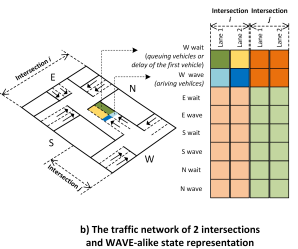 Intersection Intersection
i j
Lane 1
Lane 2
Lane 1
Lane 2
W wait
(queuing vehicles or
delay of the first vehicle)
W wave
(ariving vehilces)
E wait
E wave
S wait
S wave
N wait
N wave
Intersection i
E
N
S
W
Intersection j
b) The traffic network of 2 intersections
and WAVE-alike state representation